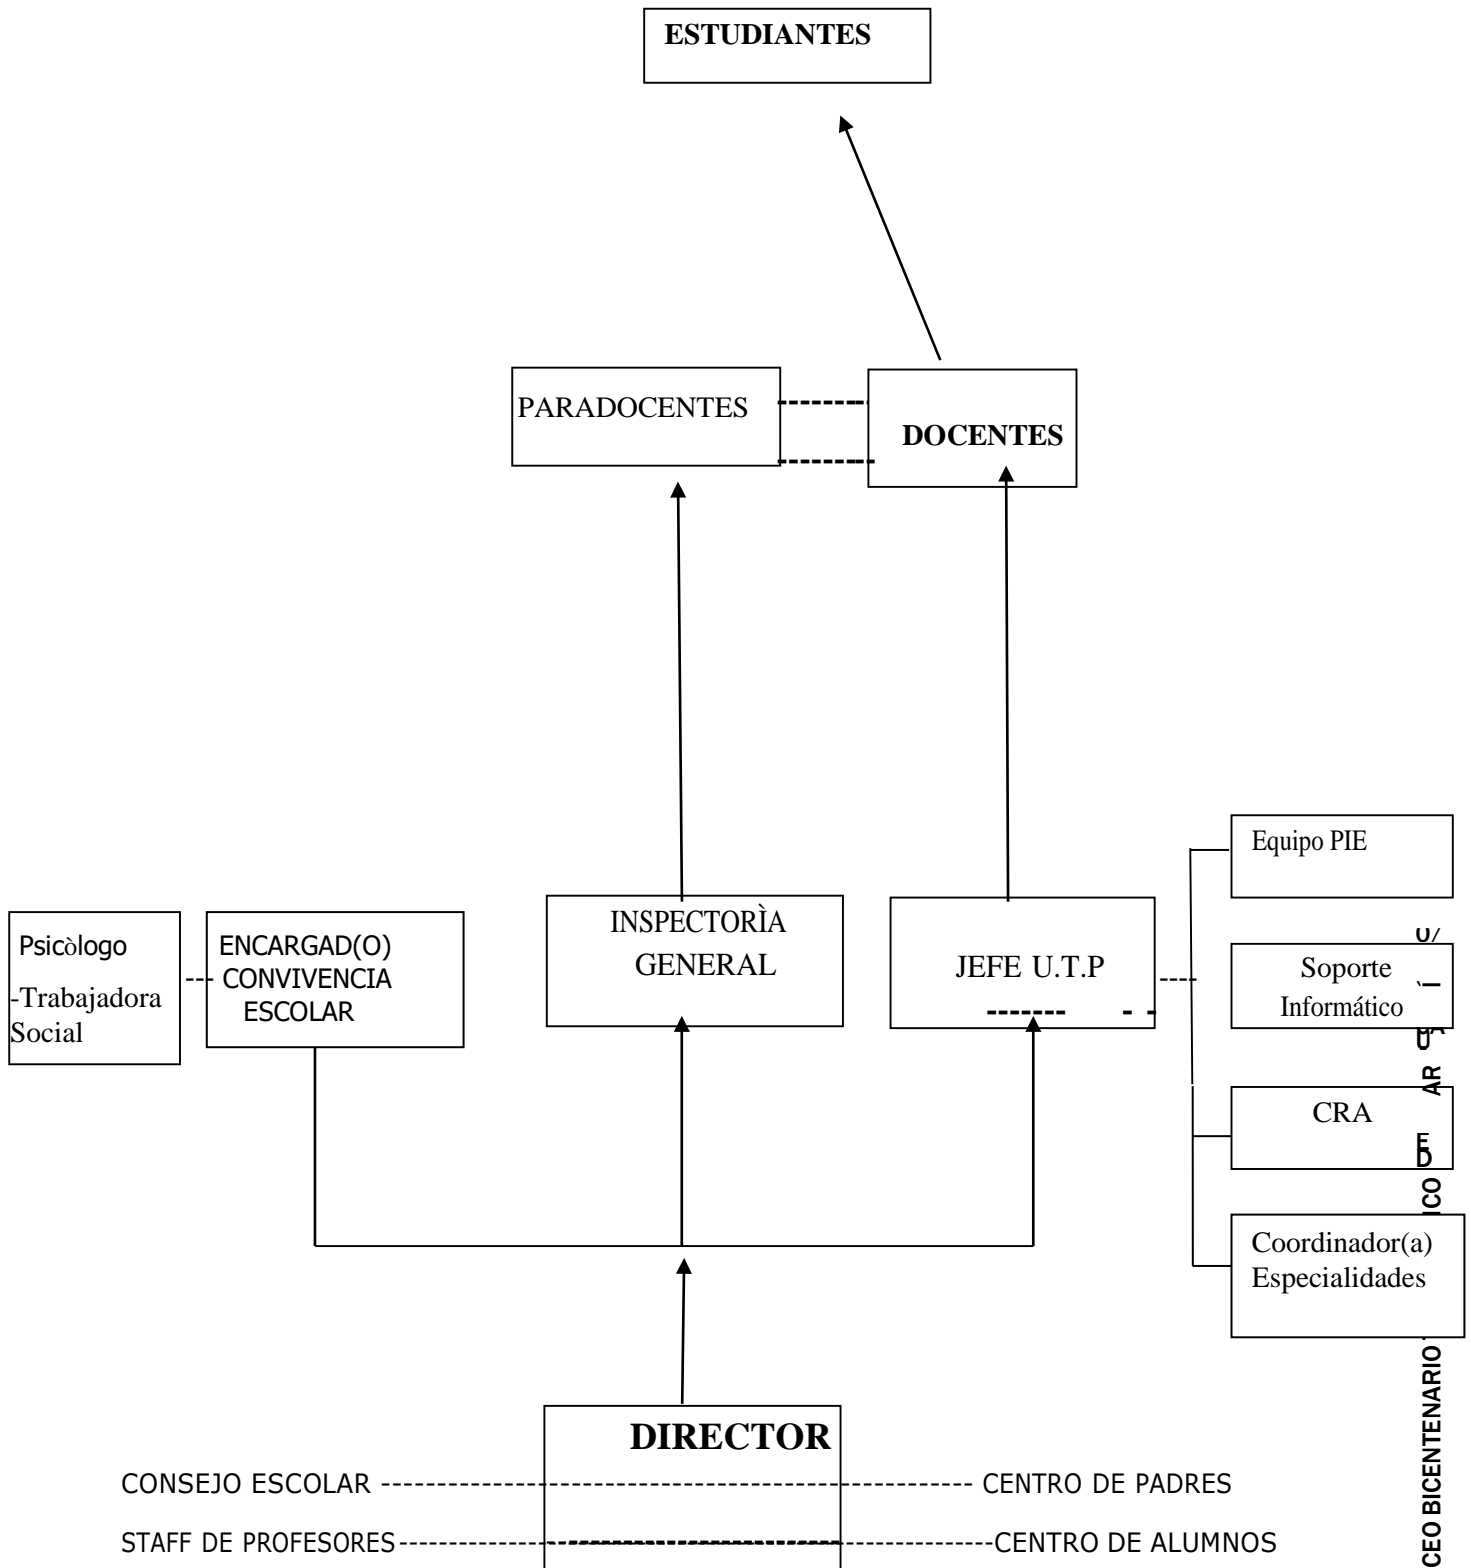 ESTUDIANTES
PARADOCENTES
DOCENTES
Equipo PIE
Psicòlogo
-Trabajadora
Social
ENCARGAD(O)
CONVIVENCIA
ESCOLAR
INSPECTORÌA
GENERAL
JEFE U.T.P
Soporte
Informático
CRA
Coordinador(a)
Especialidades
DIRECTOR
CONSEJO ESCOLAR
CENTRO DE PADRES
STAFF DE PROFESORES
CENTRO DE ALUMNOS
CEO BICENTENARIO